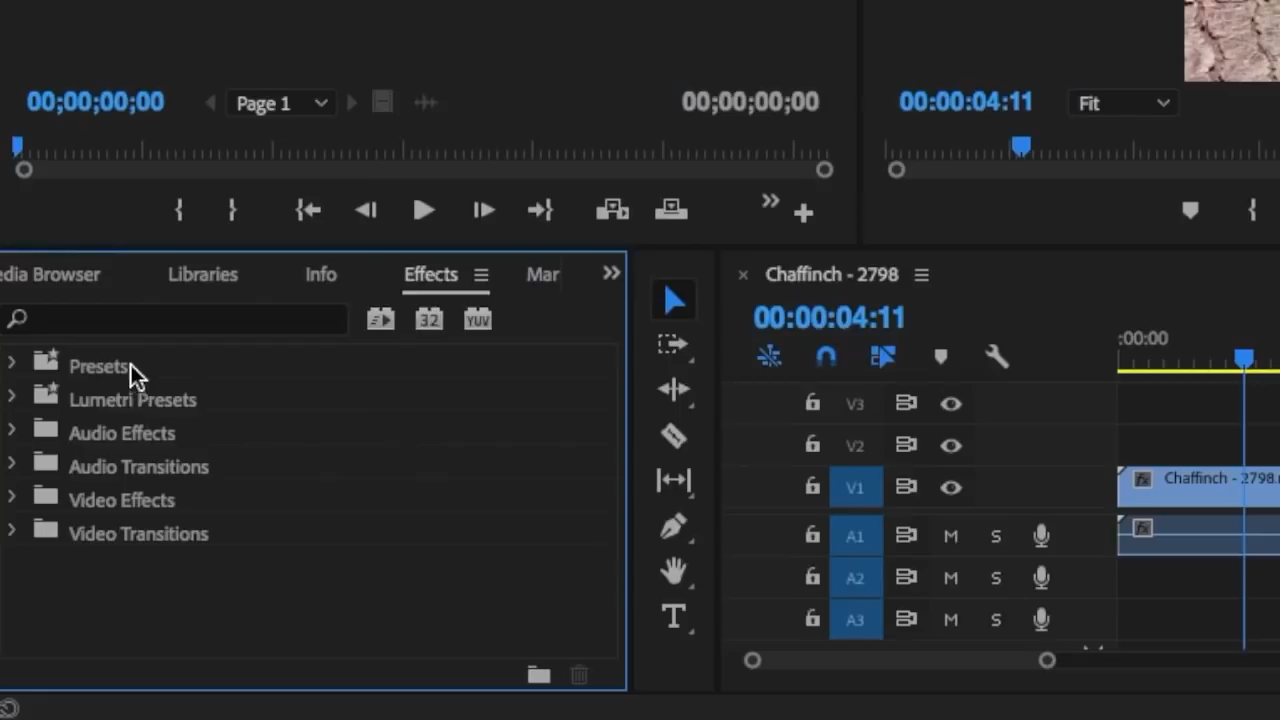 00;00;00;00
Page 1
00;00;00;00
00:00:04:11
Fit
edia Browser
Libraries
Info
Effects
Mar
32
YUV
Presets
Lumetri Presets
Audio Effects
Audio Transitions
Video Effects
Video Transitions
Chaffinch - 2798
00:00:04:11
:00:00
V3
V2
V1
fx Chaffinch - 2798.
A1 M S
fx
A2 M S
A3 M S